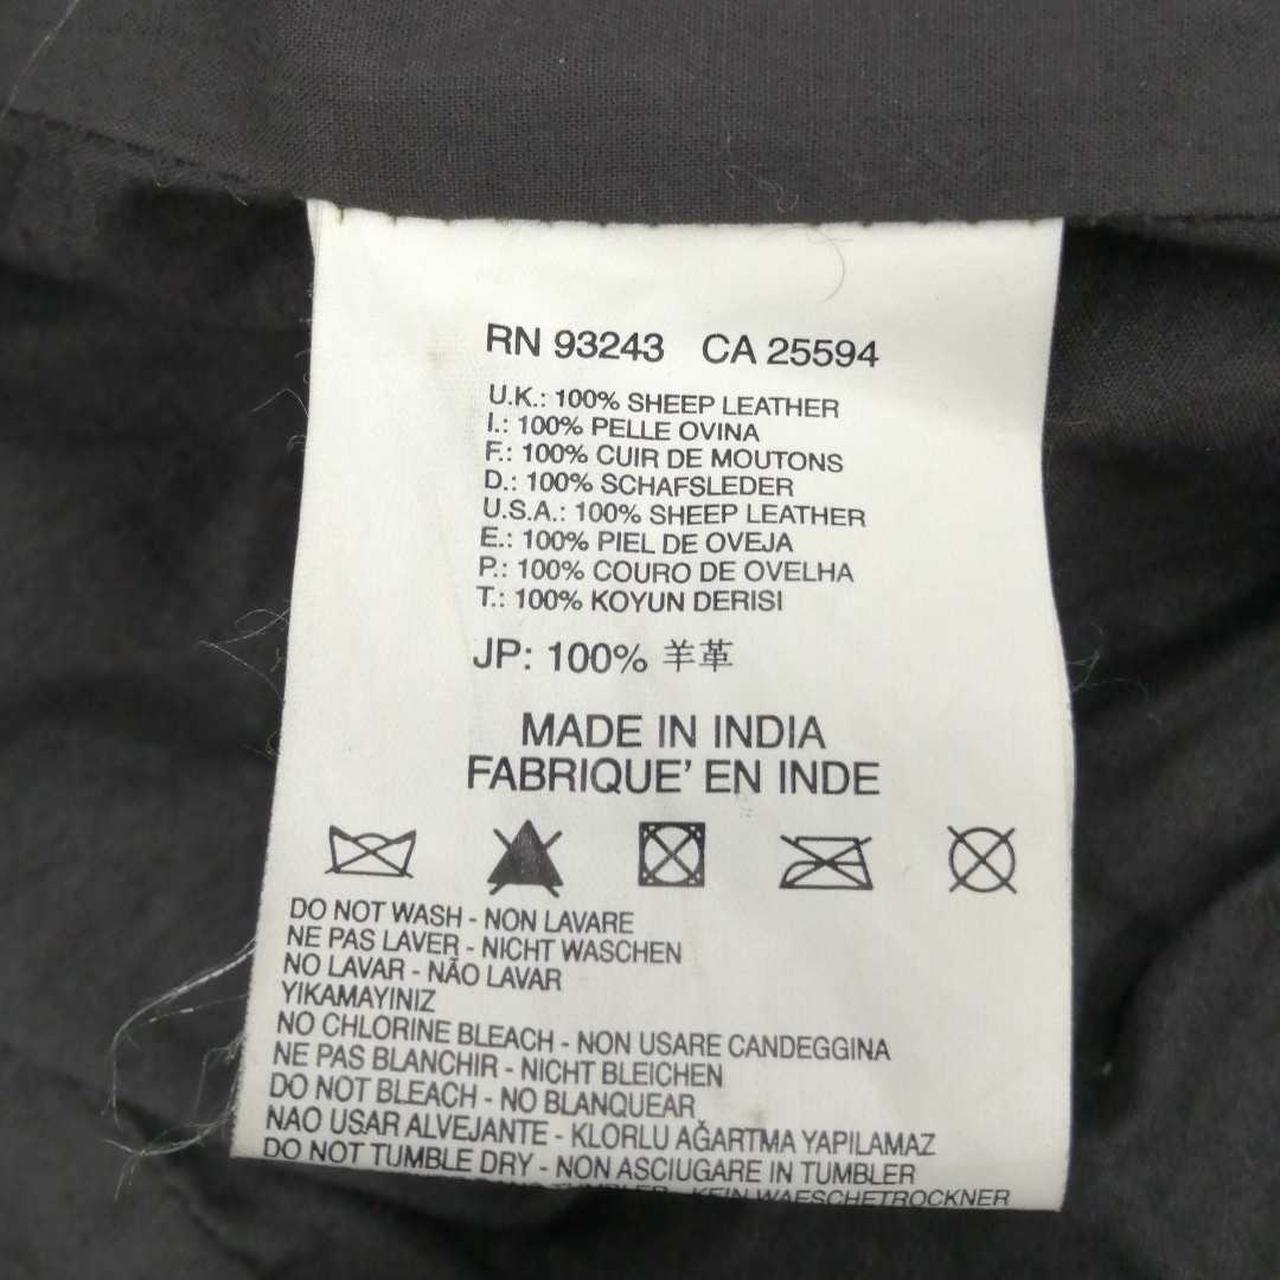 RN 93243 CA 25594
U.K.: 100% SHEEP LEATHER
I.: 100% PELLE OVINA
F.: 100% CUIR DE MOUTONS
D.: 100% SCHAFSLEDER
U.S.A.: 100% SHEEP LEATHER
E.: 100% PIEL DE OVEJA
P.: 100% COURO DE OVELHA
T.: 100% KOYUN DERISI
JP: 100% 羊革
MADE IN INDIA
FABRIQUE' EN INDE
DO NOT WASH - NON LAVARE
NE PAS LAVER - NICHT WASCHEN
NO LAVAR - NÃO LAVAR
YIKAMAYINIZ
NO CHLORINE BLEACH - NON USARE CANDEGGINA
NE PAS BLANCHIR - NICHT BLEICHEN
DO NOT BLEACH - NO BLANQUEAR
NAO USAR ALVEJANTE - KLORLU AĞARTMA YAPILAMAZ
DO NOT TUMBLE DRY - NON ASCIUGARE IN TUMBLER
TUMBLER - KEIN WAESCHETROCKNER